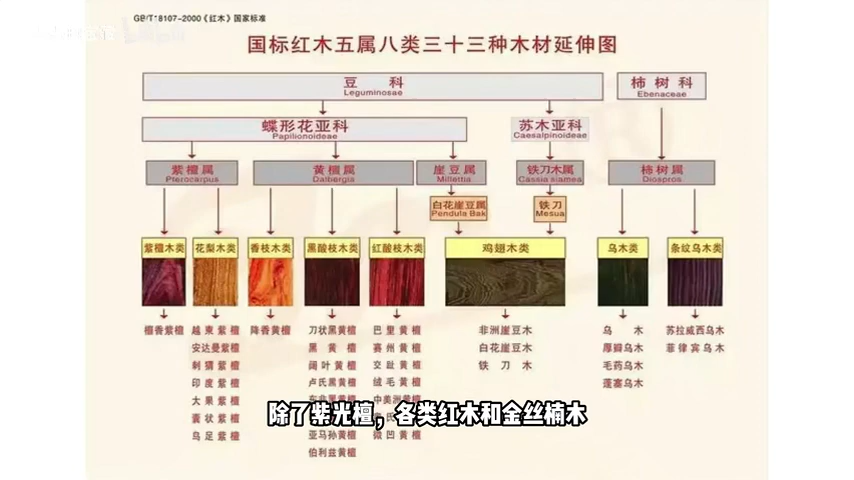 GB/T18107-2000《红木》国家标准
国标红木五属八类三十三种木材延伸图
豆 科
Leguminosae
柿 树 科
Ebenaceae
蝶形花亚科
Papilionoideae
苏木亚科
Caesalpinoideae
紫檀属
Pterocarpus
黄檀属
Dalbergia
崖豆属
Millettia
铁刀木属
Cassia siamea
柿树属
Diospros
白花崖豆属
Pendula Bak
铁刀
Mesua
紫檀木类
花梨木类
香枝木类
黑酸枝木类
红酸枝木类
鸡翅木类
乌木类
条纹乌木类
檀香紫檀
越柬紫檀
安达曼紫檀
刺猬紫檀
印度紫檀
大果紫檀
囊状紫檀
鸟足紫檀
降香黄檀
刀状黑黄檀
黑黄檀
阔叶黄檀
卢氏黑黄檀
亚马孙黄檀
伯利兹黄檀
巴里黄檀
赛州黄檀
交趾黄檀
绒毛黄檀
中美洲黄檀
微凹黄檀
非洲崖豆木
白花崖豆木
铁刀木
乌木
厚瓣乌木
毛药乌木
蓬塞乌木
苏拉威西乌木
菲律宾乌木
除了紫光檀，各类红木和金丝楠木